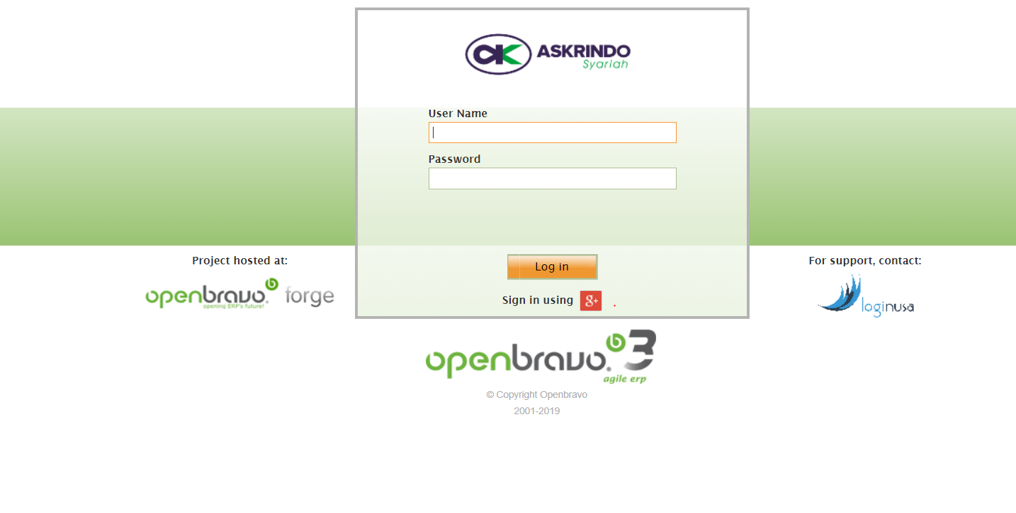 ASKRINDO
Syariah
User Name
Password
Log in
Sign in using g+ .
Project hosted at:
openbravo. forge
opening ERP's future!
For support, contact:
loginusa
openbravo. 3
agile erp
© Copyright Openbravo
2001-2019